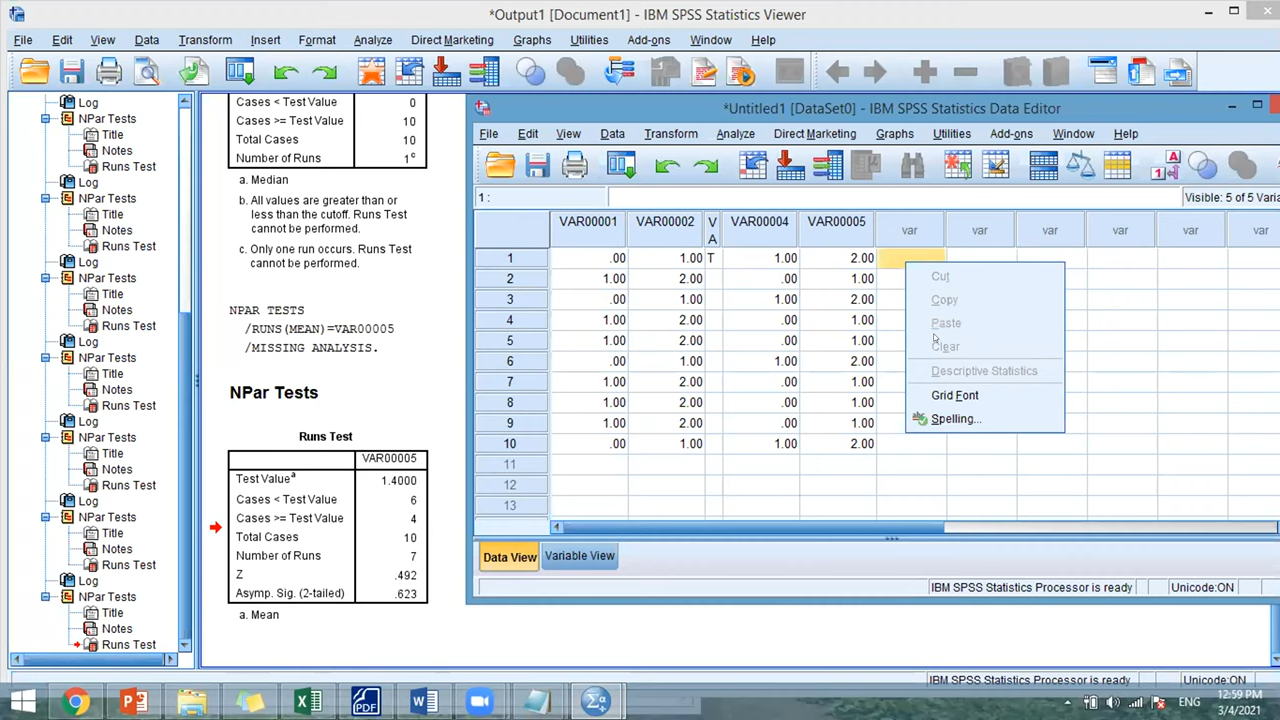 *Output1 [Document1] - IBM SPSS Statistics Viewer
File Edit View Data Transform Insert Format Analyze Direct Marketing Graphs Utilities Add-ons Window Help
Log
NPar Tests
Title
Notes
Runs Test
Log
NPar Tests
Title
Notes
Runs Test
Log
NPar Tests
Title
Notes
Runs Test
Log
NPar Tests
Title
Notes
Runs Test
Log
NPar Tests
Title
Notes
Runs Test
Log
NPar Tests
Title
Notes
Runs Test
Log
NPar Tests
Title
Notes
Runs Test
Cases < Test Value 0
Cases >= Test Value 10
Total Cases 10
Number of Runs 1c
a. Median
b. All values are greater than or
less than the cutoff. Runs Test
cannot be performed.
c. Only one run occurs. Runs Test
cannot be performed.
NPAR TESTS
/RUNS(MEAN)=VAR00005
/MISSING ANALYSIS.
NPar Tests
Runs Test
VAR00005
Test Valuea 1.4000
Cases < Test Value 6
Cases >= Test Value 4
Total Cases 10
Number of Runs 7
Z .492
Asymp. Sig. (2-tailed) .623
a. Mean
*Untitled1 [DataSet0] - IBM SPSS Statistics Data Editor
File Edit View Data Transform Analyze Direct Marketing Graphs Utilities Add-ons Window Help
1 : Visible: 5 of 5 Varia
VAR00001 VAR00002 VA VAR00004 VAR00005 var var var var var var
1 .00 1.00 T 1.00 2.00
2 1.00 2.00 .00 1.00
3 .00 1.00 1.00 2.00
4 1.00 2.00 .00 1.00
5 1.00 2.00 .00 1.00
6 .00 1.00 1.00 2.00
7 1.00 2.00 .00 1.00
8 1.00 2.00 .00 1.00
9 1.00 2.00 .00 1.00
10 .00 1.00 1.00 2.00
11
12
13
Cut
Copy
Paste
Clear
Descriptive Statistics
Grid Font
Spelling...
Data View Variable View
IBM SPSS Statistics Processor is ready Unicode:ON
IBM SPSS Statistics Processor is ready Unicode:ON
PDF
ENG
12:59 PM
3/4/2021